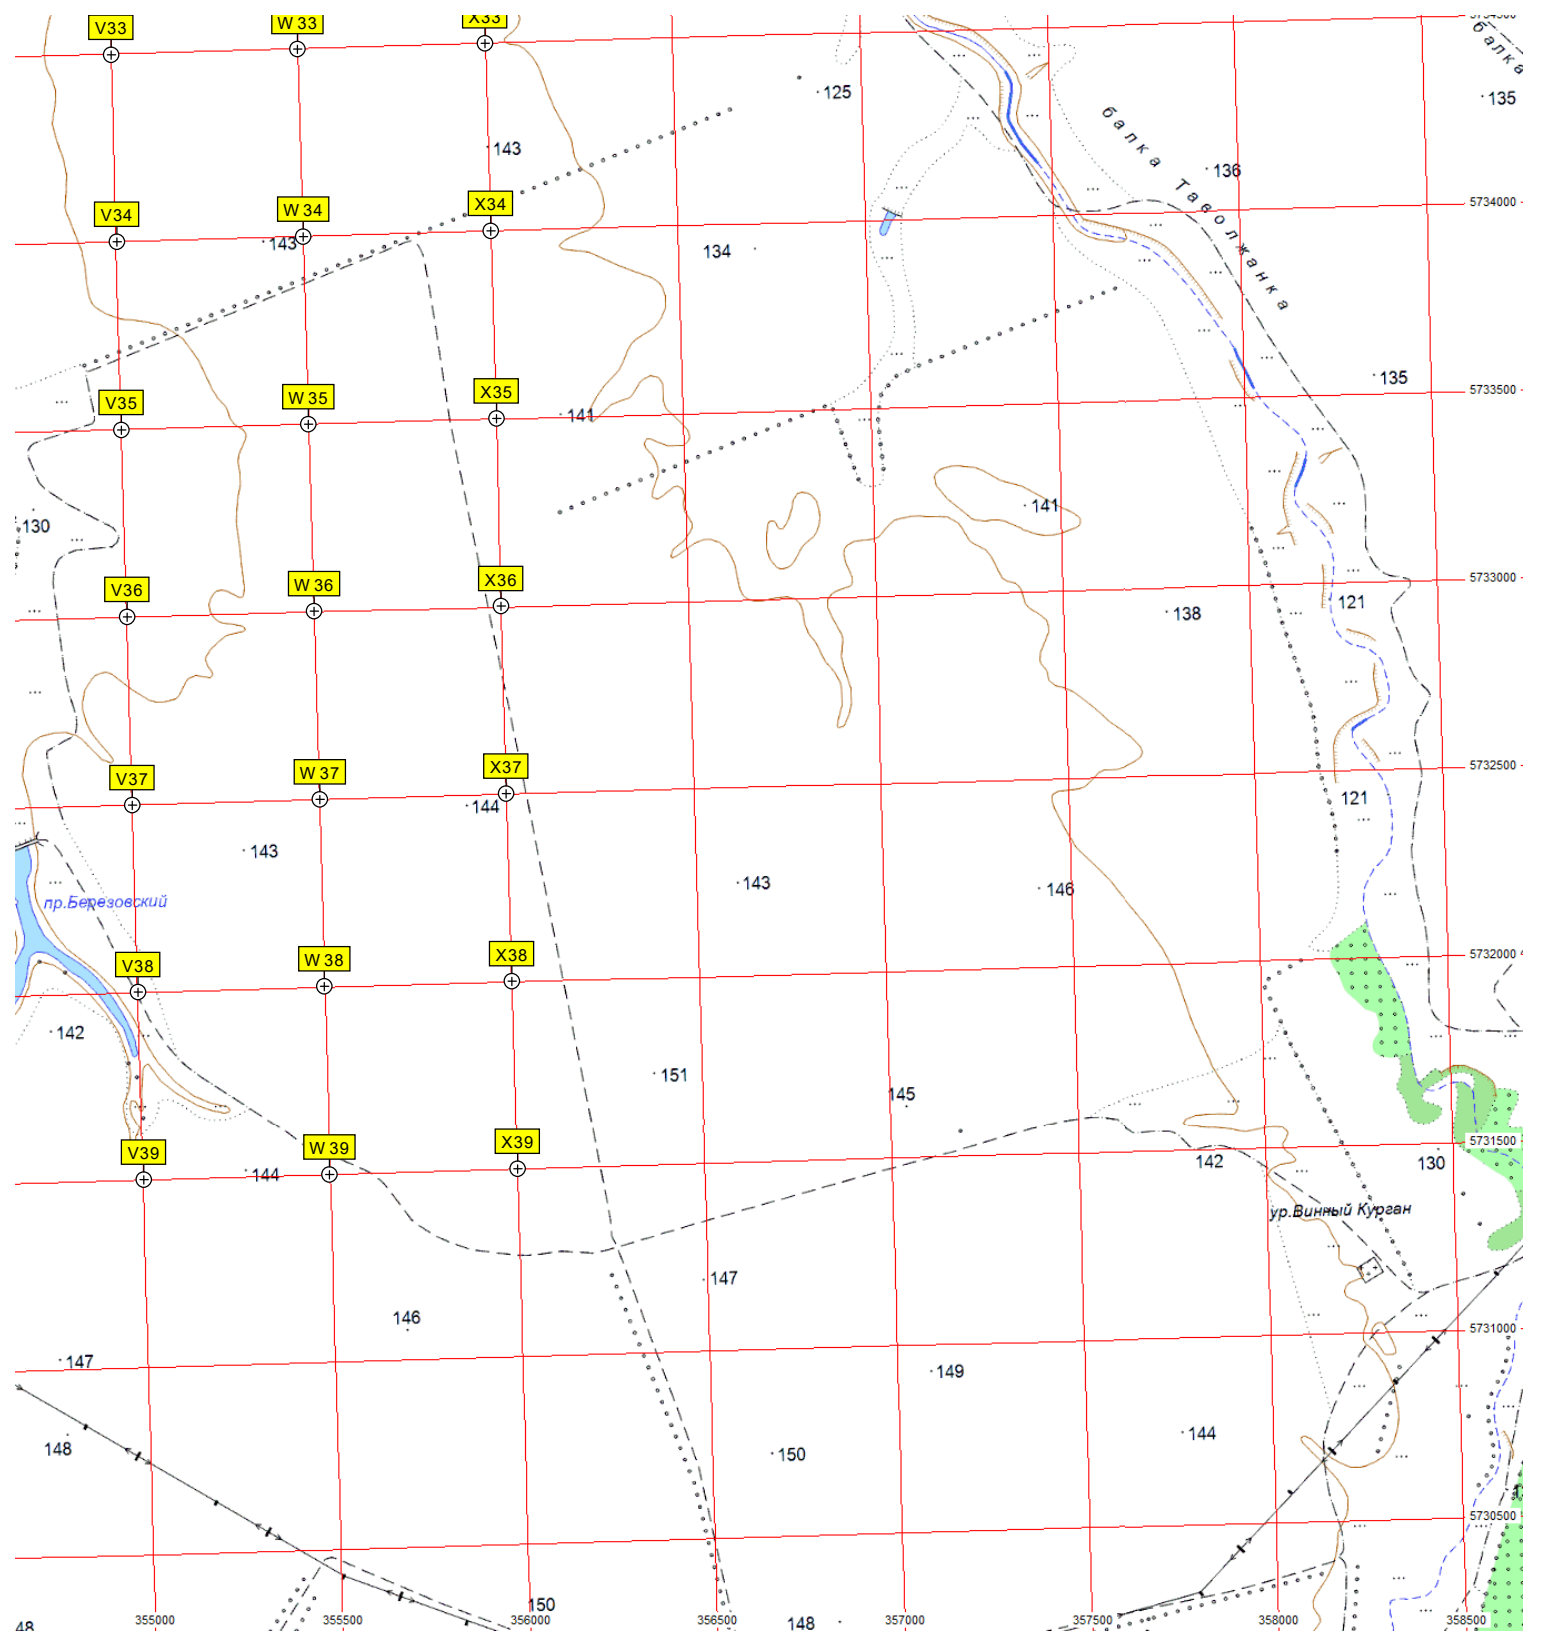 V33
W 33
X33
5734500
балка
125
135
143
балка Таволжанка
136
V34
W 34
X34
5734000
143
134
V35
W 35
X35
135
5733500
141
141
130
V36
W 36
X36
5733000
121
138
V37
W 37
X37
5732500
144
121
143
143
146
пр.Березовский
V38
W 38
X38
5732000
142
151
145
V39
W 39
X39
5731500
144
142
130
ур.Винный Курган
147
146
5731000
147
149
148
144
150
5730500
150
48
148
355000
355500
356000
356500
357000
357500
358000
358500